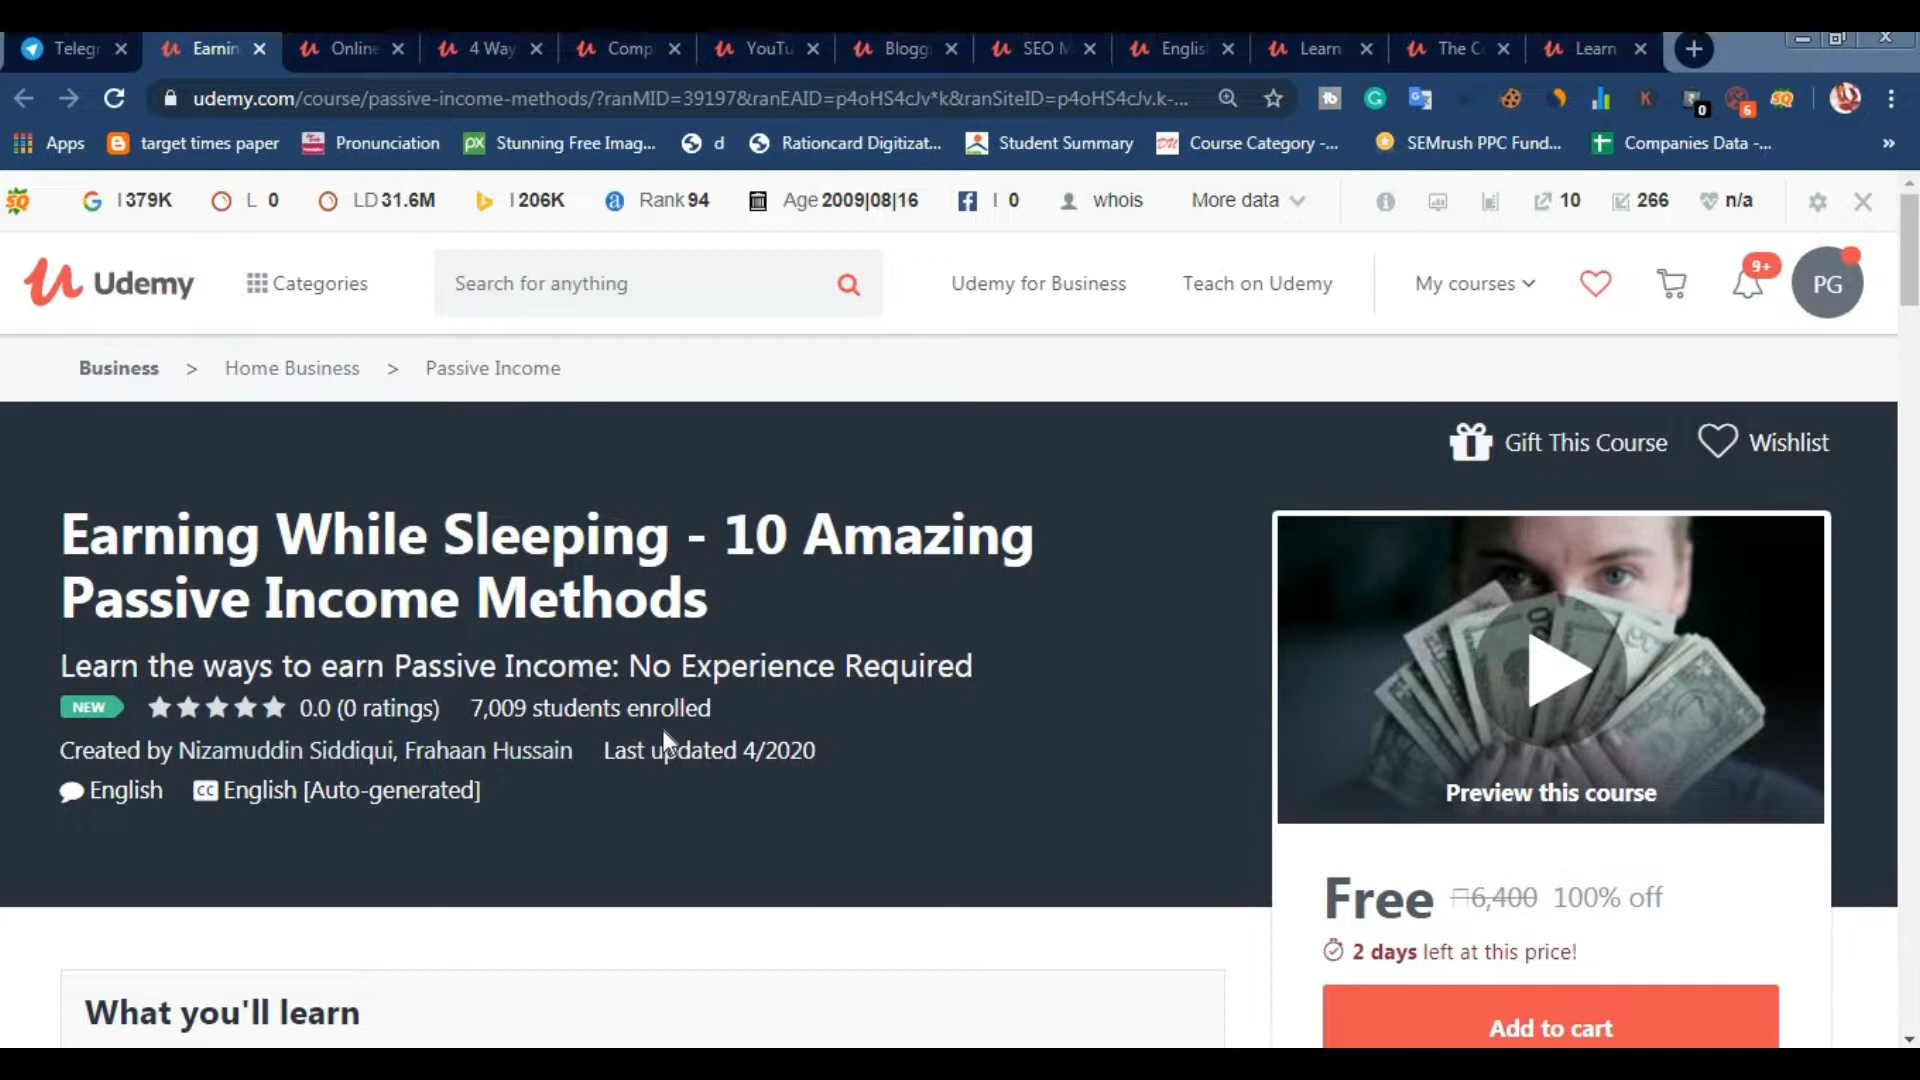 Telegr
Earnin
Online
4 Way
Comp
YouTu
Blogg
SEO M
Englis
Learn
The C
Learn
udemy.com/course/passive-income-methods/?ranMID=39197&ranEAID=p4oHS4cJv*k&ranSiteID=p4oHS4cJv.k-...
0
6
Apps
target times paper
Pronunciation
px
Stunning Free Imag...
d
Rationcard Digitizat...
Student Summary
Course Category -...
SEMrush PPC Fund...
Companies Data -...
SQ I 379K L 0 LD 31.6M I 206K Rank 94 Age 2009|08|16 I 0 whois More data 10 266 n/a
Udemy
Categories
Search for anything
Udemy for Business
Teach on Udemy
My courses
9+
PG
Business > Home Business > Passive Income
Gift This Course
Wishlist
Earning While Sleeping - 10 Amazing
Passive Income Methods
Learn the ways to earn Passive Income: No Experience Required
NEW 0.0 (0 ratings) 7,009 students enrolled
Created by Nizamuddin Siddiqui, Frahaan Hussain Last updated 4/2020
English CC English [Auto-generated]
Preview this course
Free 6,400 100% off
2 days left at this price!
Add to cart
What you'll learn